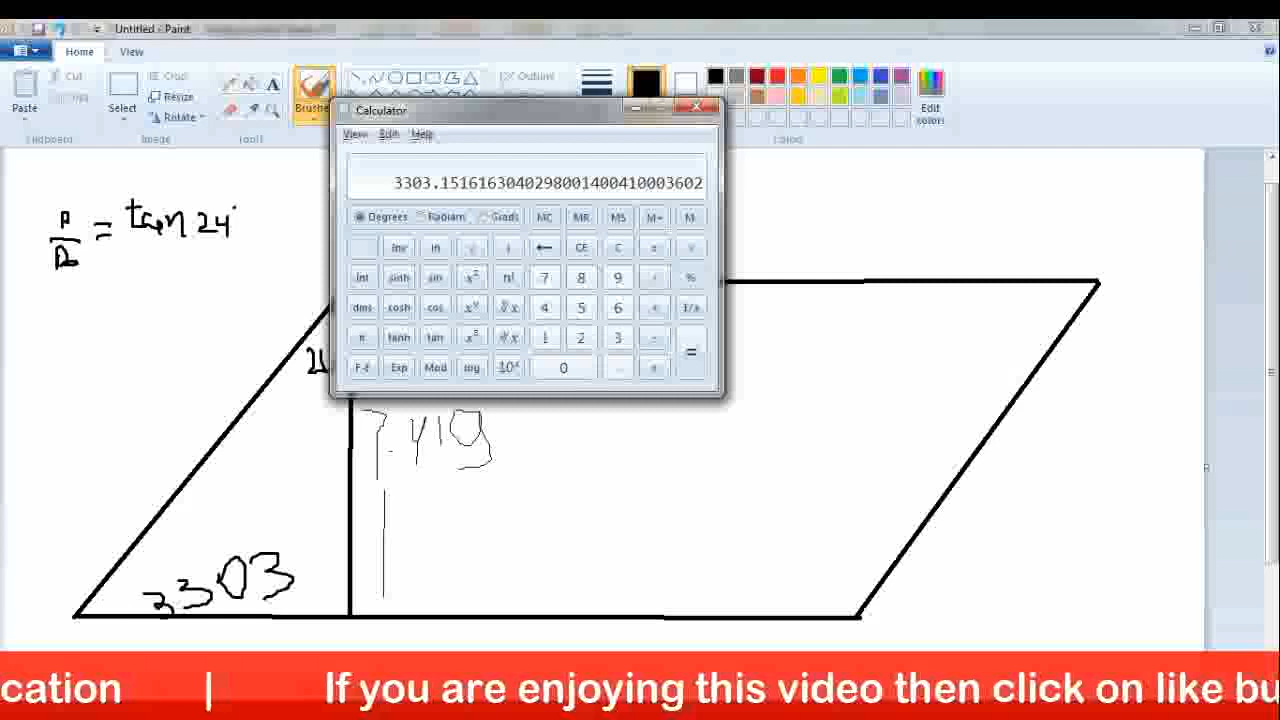 Untitled - Paint
Home View
Paste
Cut
Select
Crop
Resize
Rotate
Brushes
Outline
Edit colors
Clipboard
Image
Tools
Colors
Calculator
View Edit Help
3303.1516163040298001400410003602
Degrees Radians Grads MC MR MS M+ M-
Inv ln ( ) ← CE C ± √
Int sinh sin x² n! 7 8 9 / %
dms cosh cos xʸ ʸ√x 4 5 6 * 1/x
π tanh tan x³ ³√x 1 2 3 - =
F-E Exp Mod log 10ˣ 0 . +
P/B = tan 24°
3303
cation | If you are enjoying this video then click on like bu